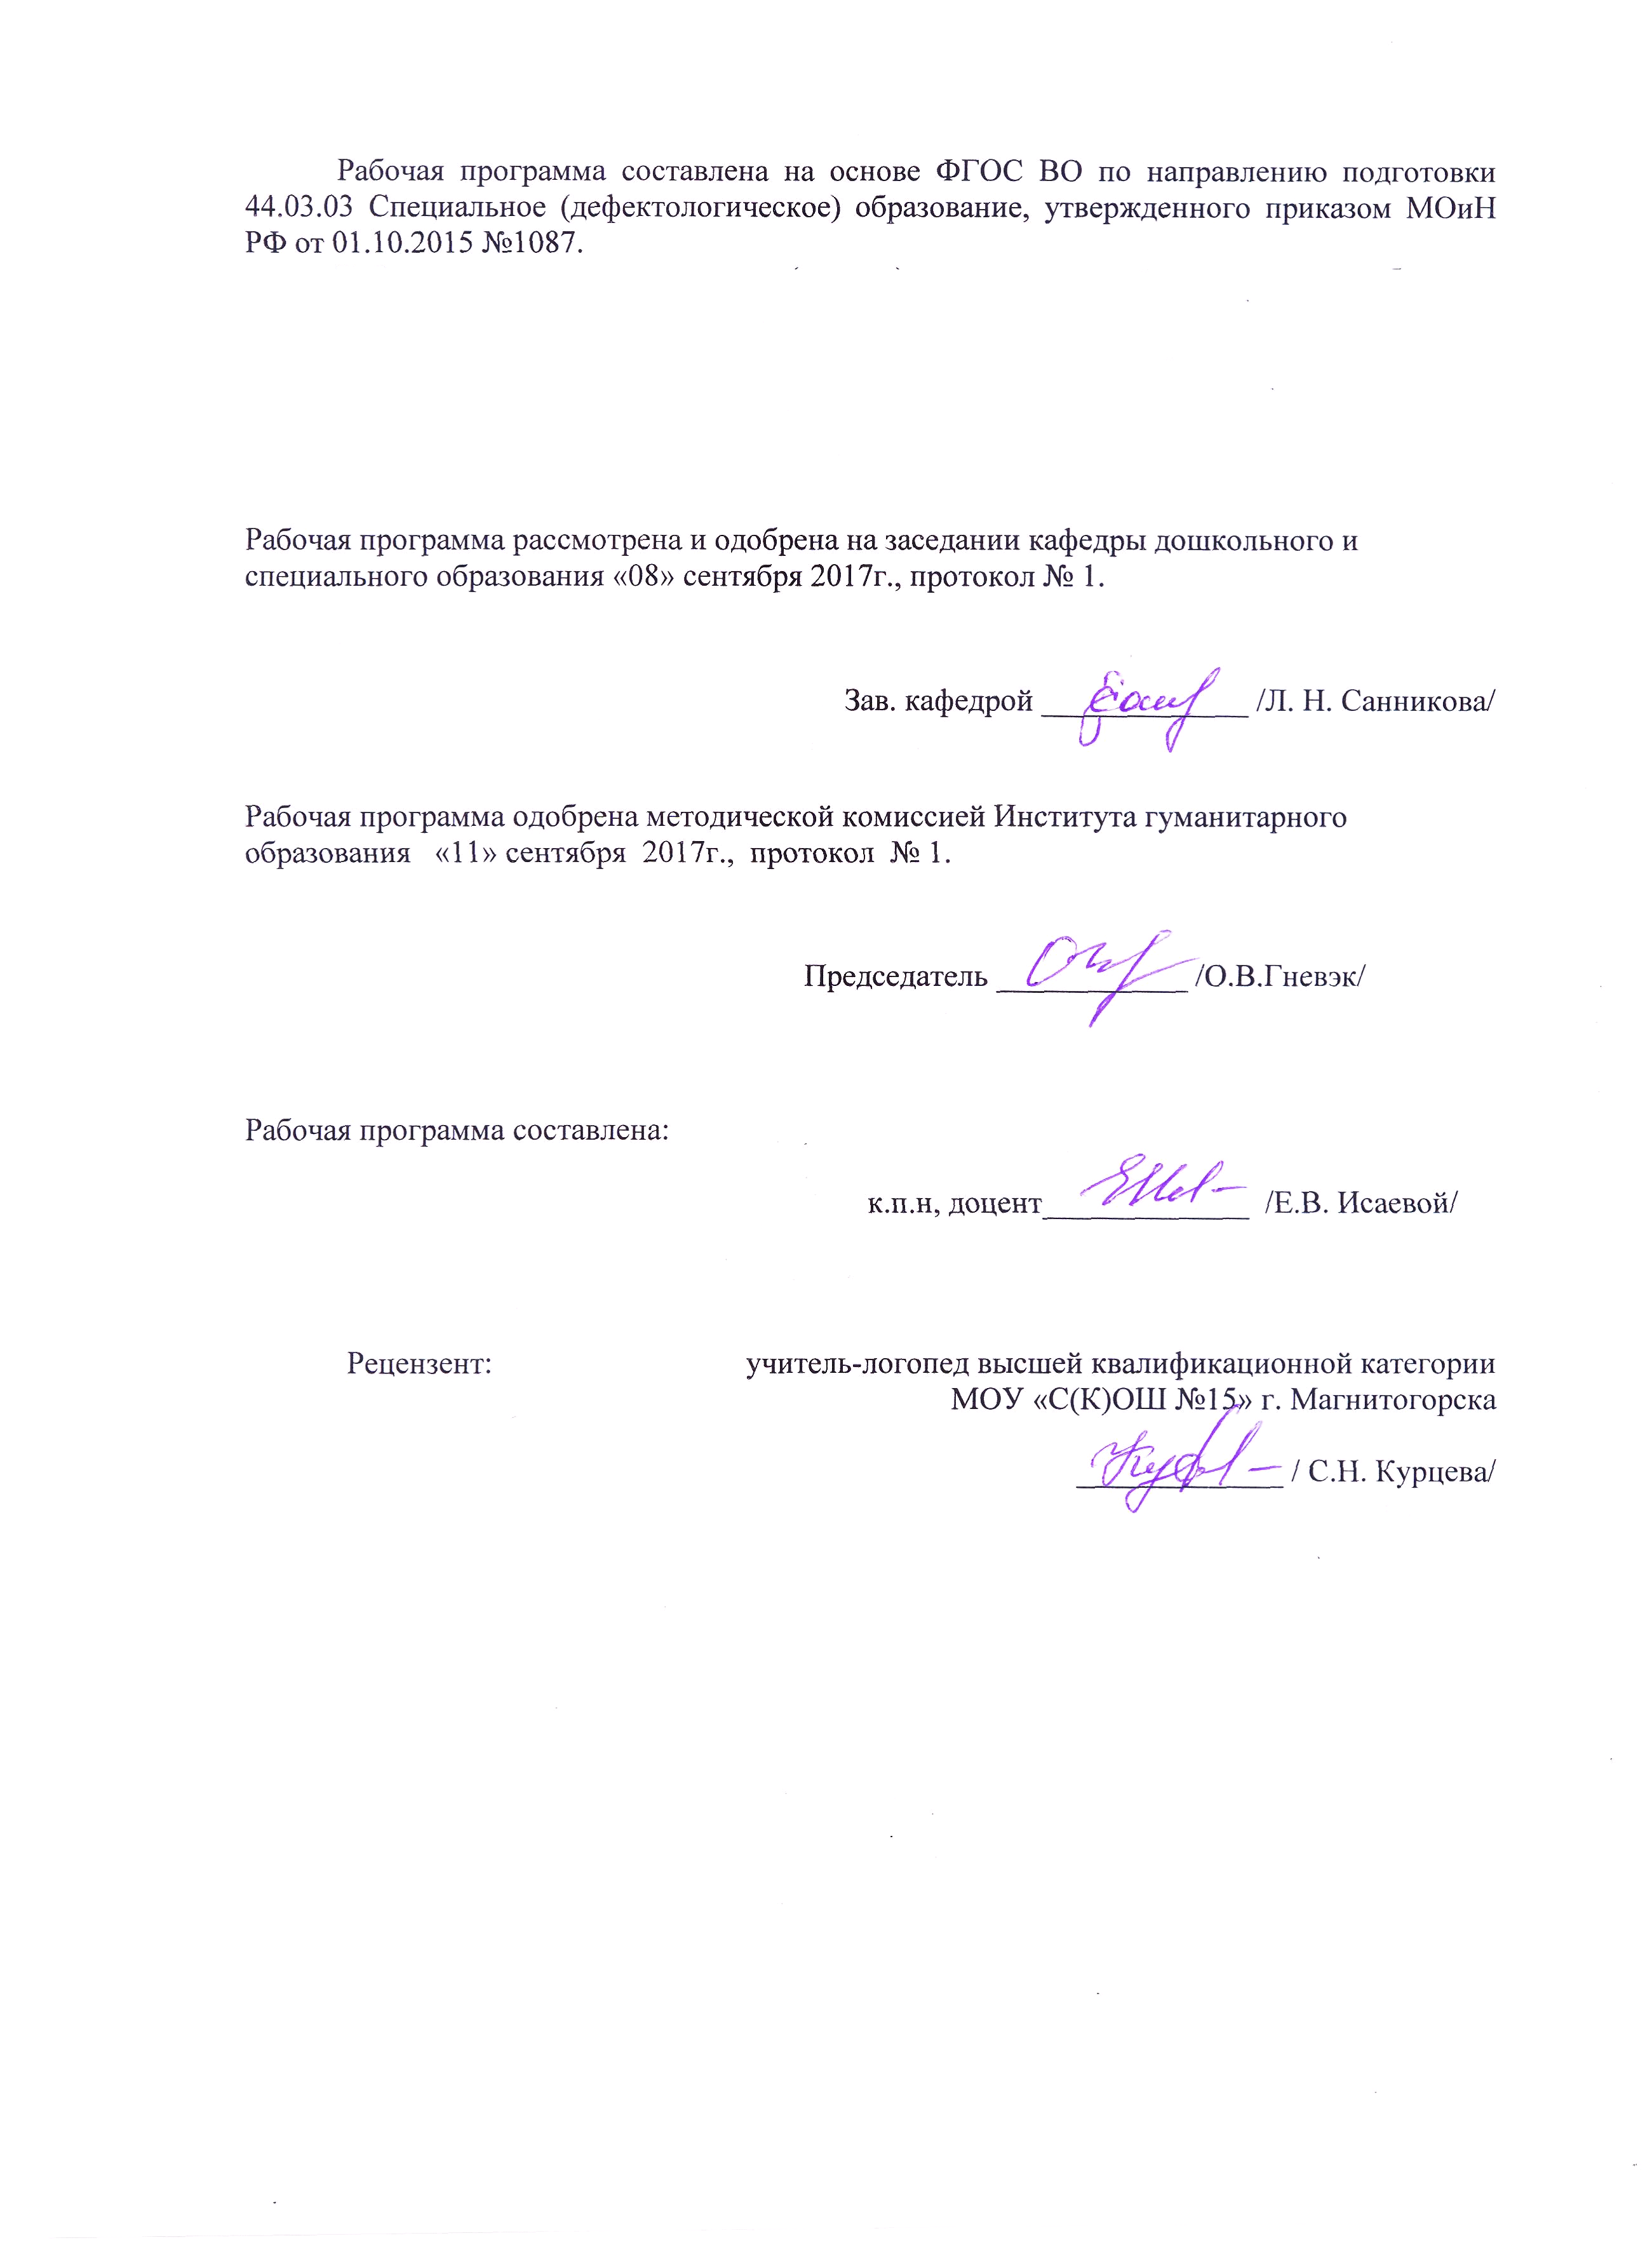 Рабочая программа составлена на основе ФГОС ВО по направлению подготовки
44.03.03 Специальное (дефектологическое) образование, утвержденного приказом МОиН
РФ от 01.10.2015 №1087.
Рабочая программа рассмотрена и одобрена на заседании кафедры дошкольного и
специального образования «08» сентября 2017г., протокол № 1.
Зав. кафедрой _____________ /Л. Н. Санникова/
Рабочая программа одобрена методической комиссией Института гуманитарного
образования «11» сентября 2017г., протокол № 1.
Председатель ____________ /О.В.Гневэк/
Рабочая программа составлена:
к.п.н, доцент_____________ /Е.В. Исаевой/
Рецензент: учитель-логопед высшей квалификационной категории
МОУ «С(К)ОШ №15» г. Магнитогорска
_____________ / С.Н. Курцева/